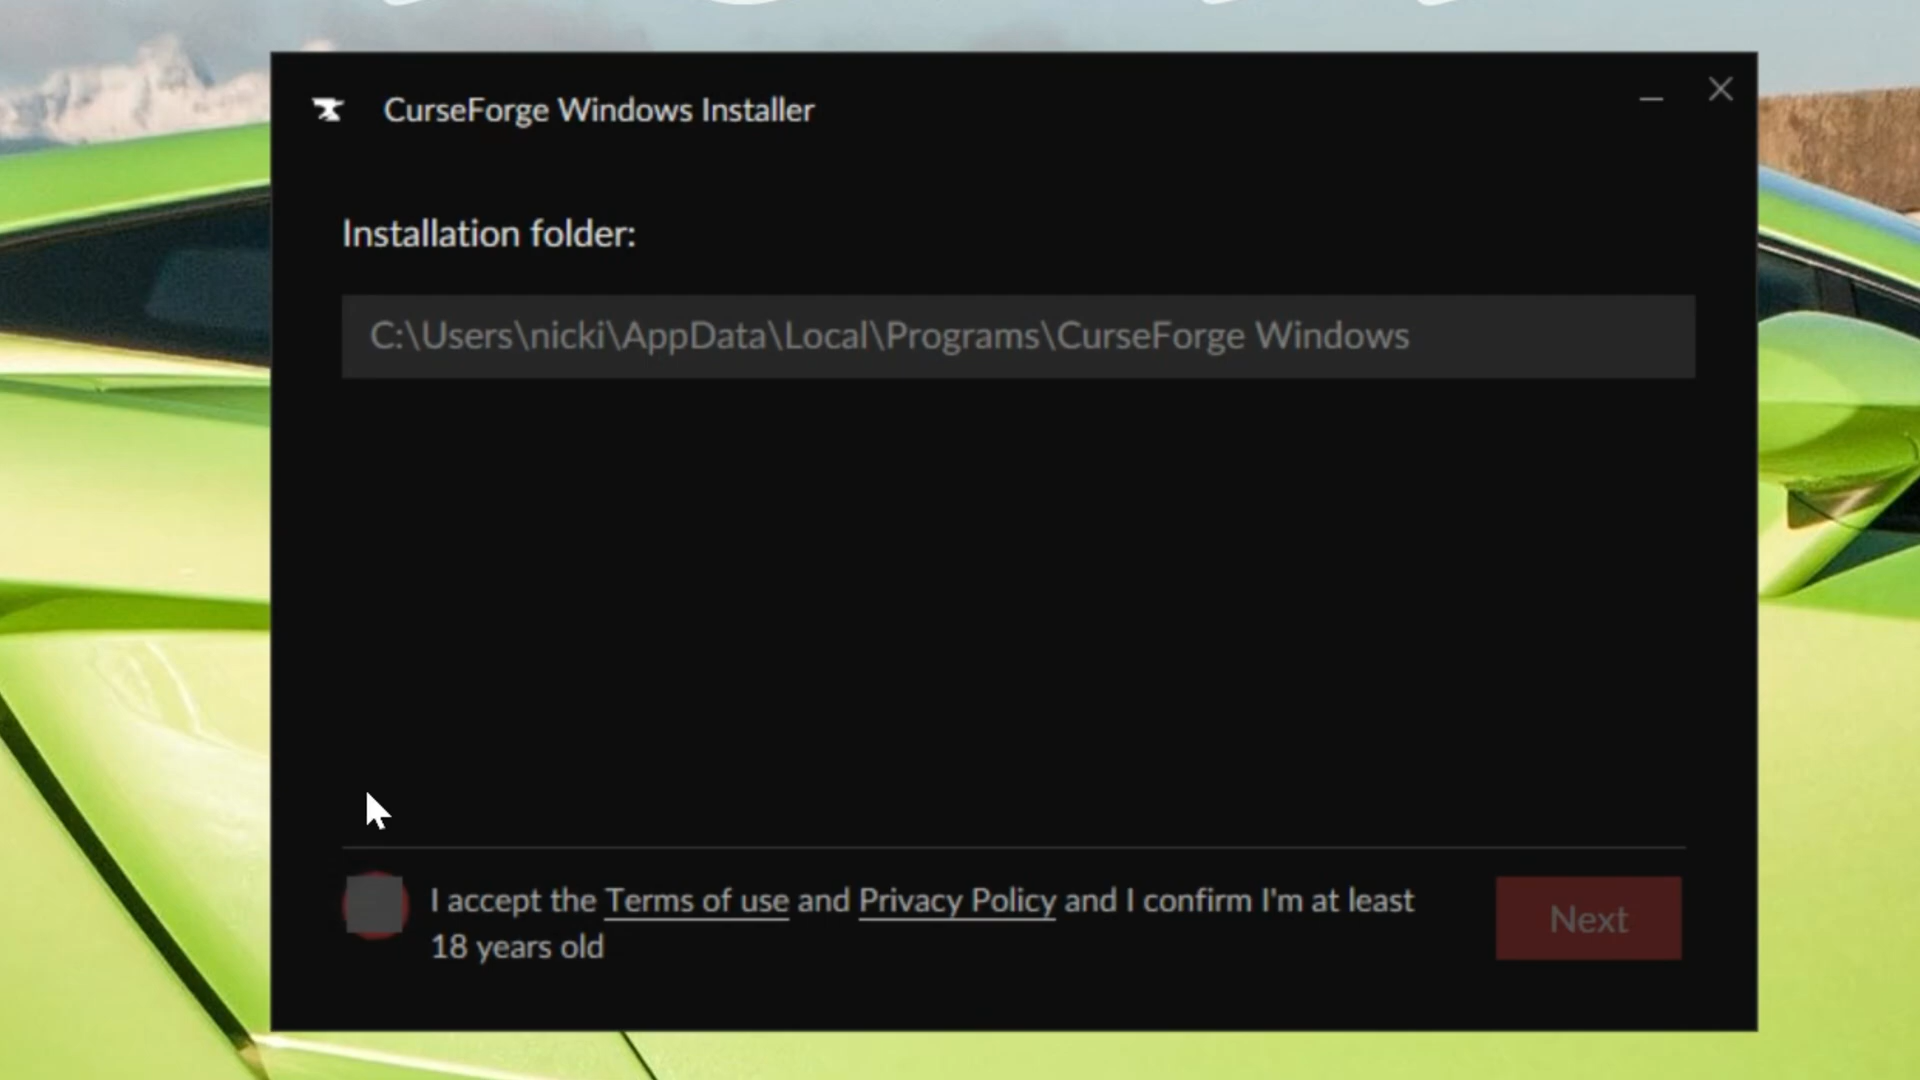 CurseForge Windows Installer
Installation folder:
C:\Users\nicki\AppData\Local\Programs\CurseForge Windows
I accept the Terms of use and Privacy Policy and I confirm I'm at least
18 years old
Next